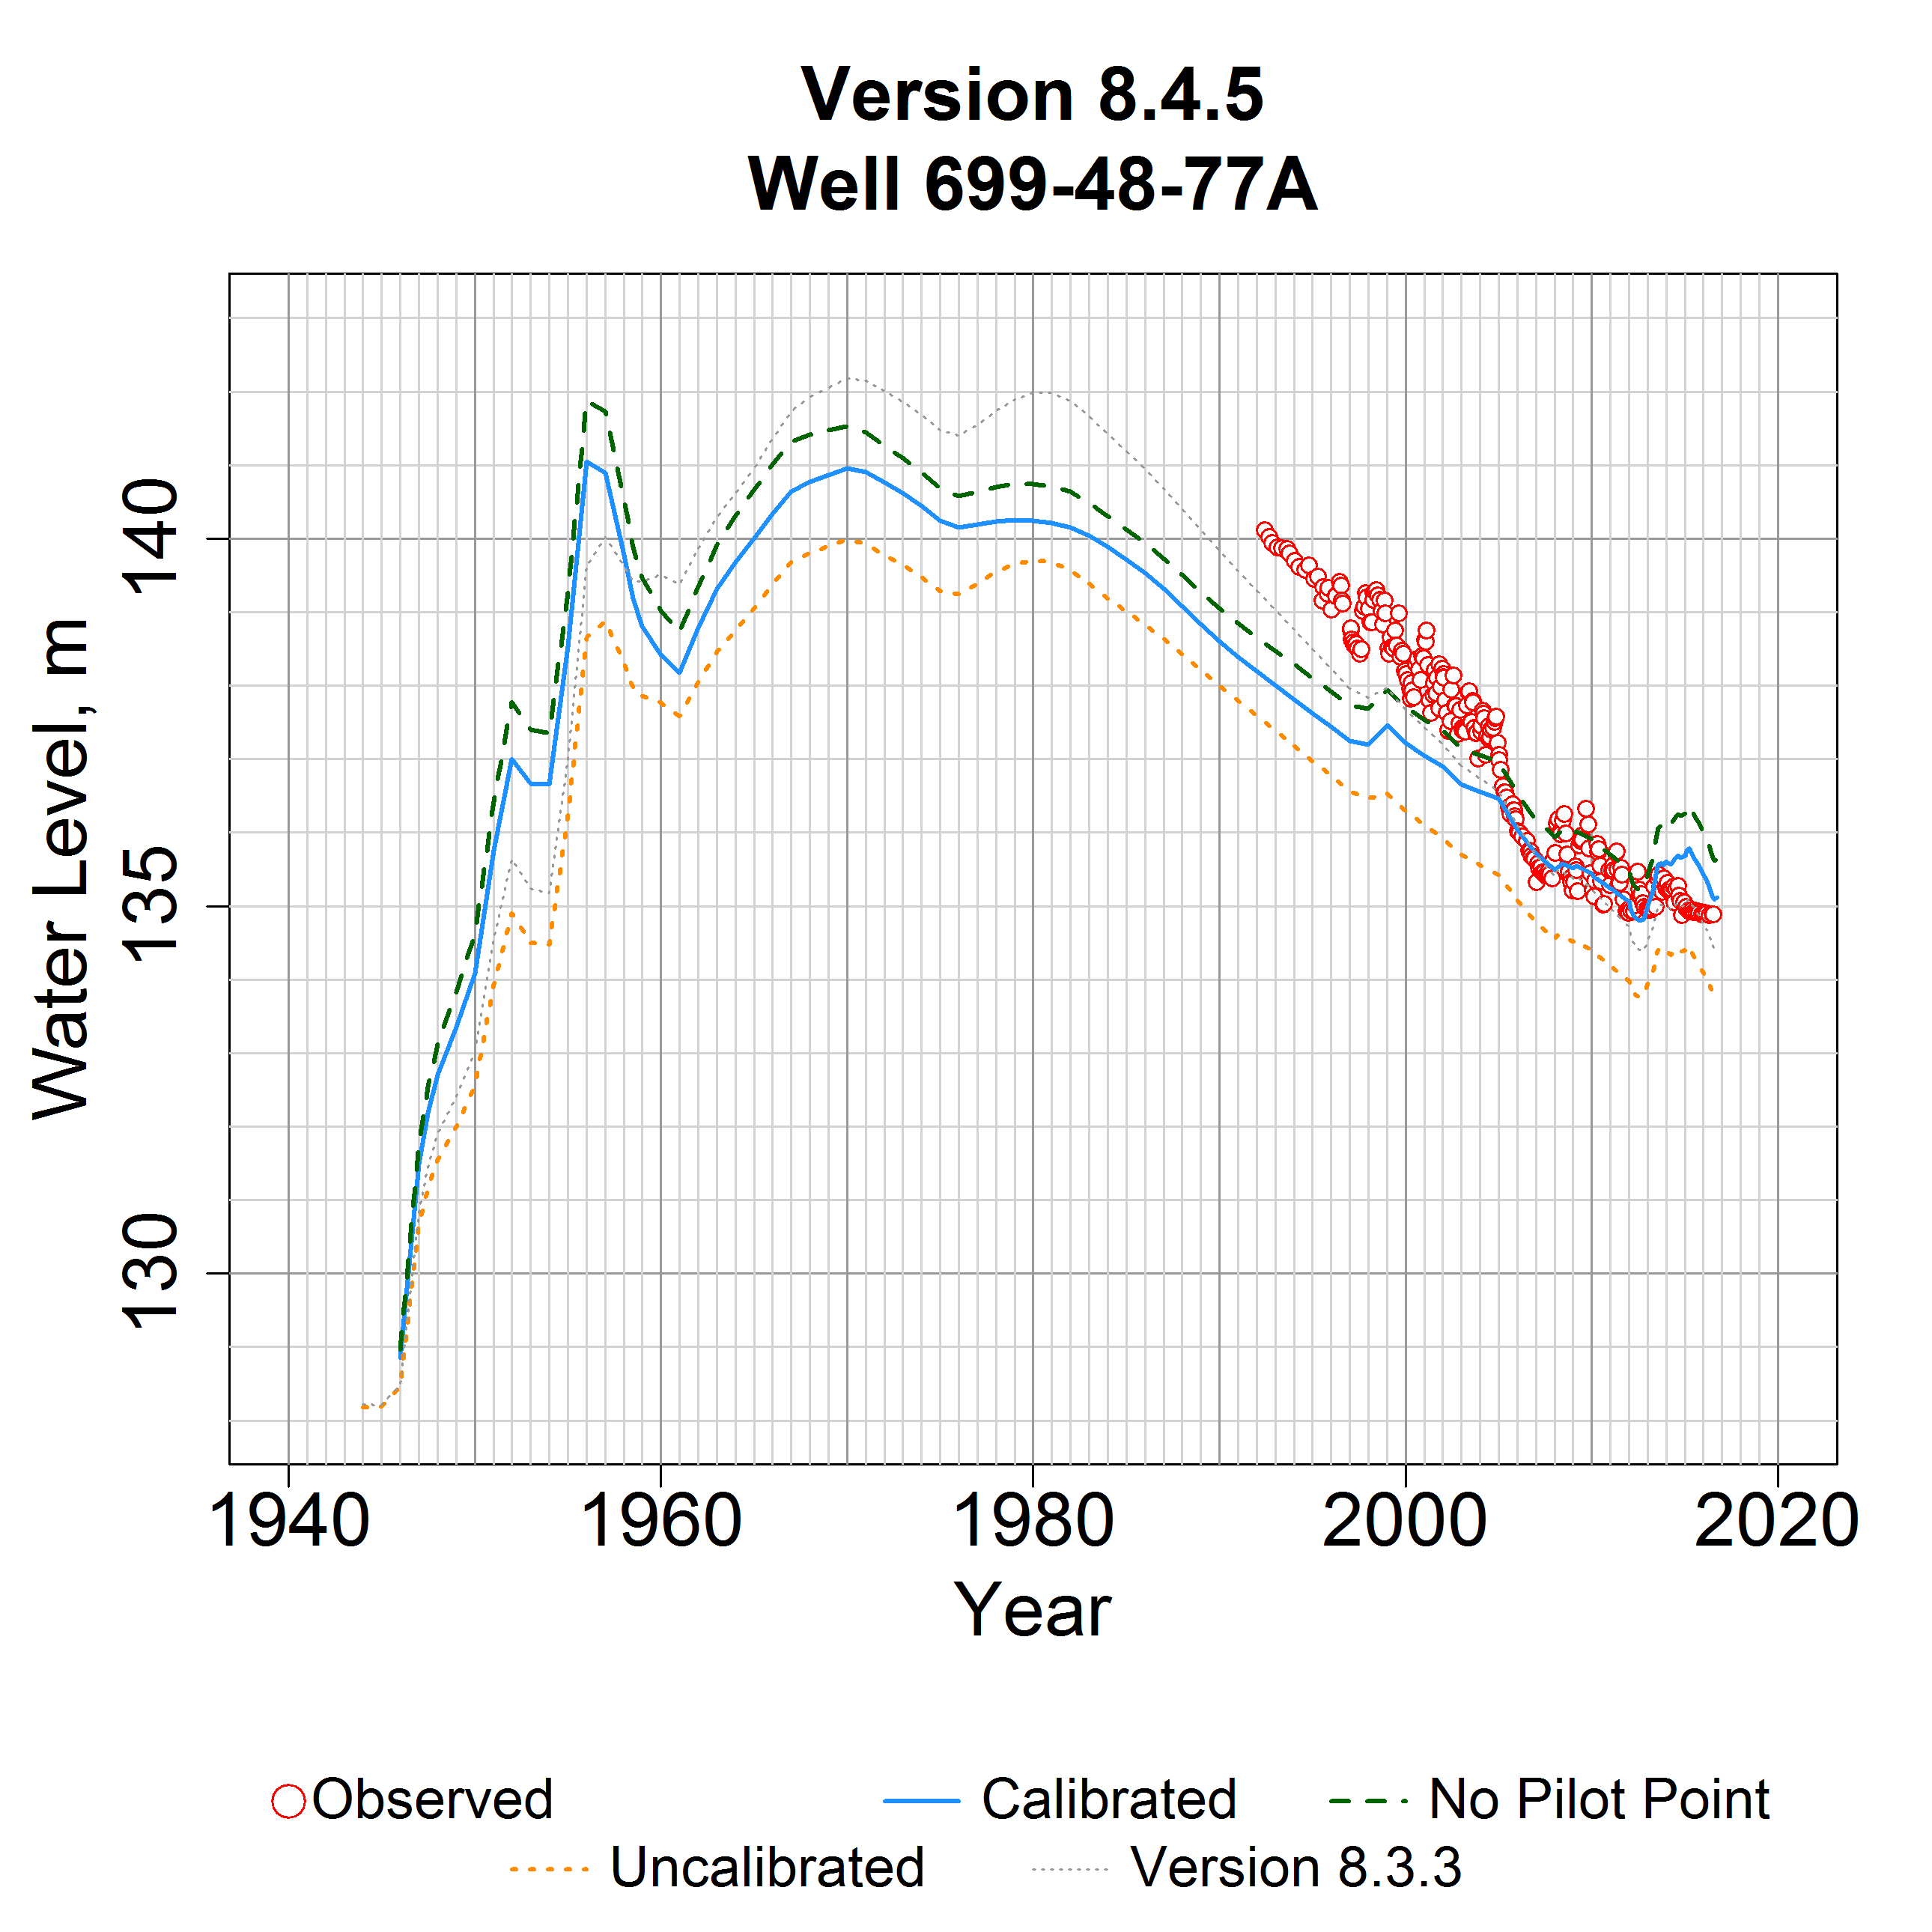 Version 8.4.5
Well 699-48-77A
Water Level, m
140
135
130
1940 1960 1980 2000 2020
Year
Observed Calibrated No Pilot Point
Uncalibrated Version 8.3.3